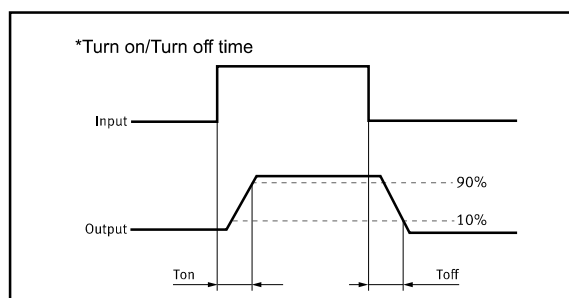 *Turn on/Turn off time
Input
90%
10%
Output
Ton
Toff